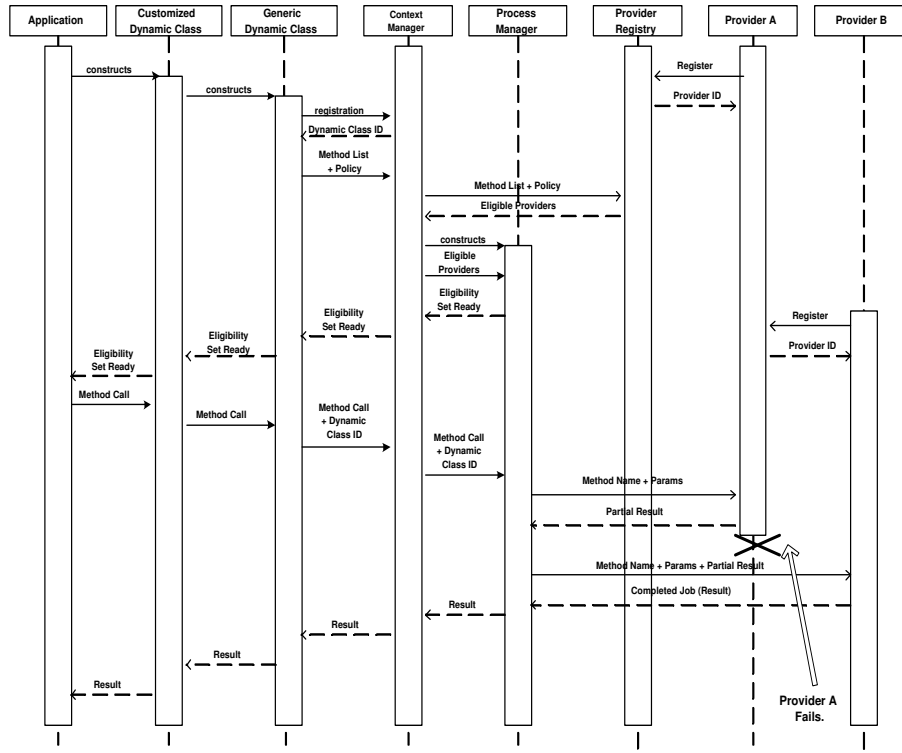 Application
Customized
Dynamic Class
Generic
Dynamic Class
Context
Manager
Process
Manager
Provider
Registry
Provider A
Provider B
constructs
Register
constructs
Provider ID
registration
Dynamic Class ID
Method List
+ Policy
Method List + Policy
Eligible Providers
constructs
Eligible
Providers
Eligibility
Set Ready
Eligibility
Set Ready
Register
Eligibility
Set Ready
Provider ID
Eligibility
Set Ready
Method Call
Method Call
Method Call
+ Dynamic
Class ID
Method Call
+ Dynamic
Class ID
Method Name + Params
Partial Result
Method Name + Params + Partial Result
Completed Job (Result)
Result
Result
Result
Result
Provider A
Fails.